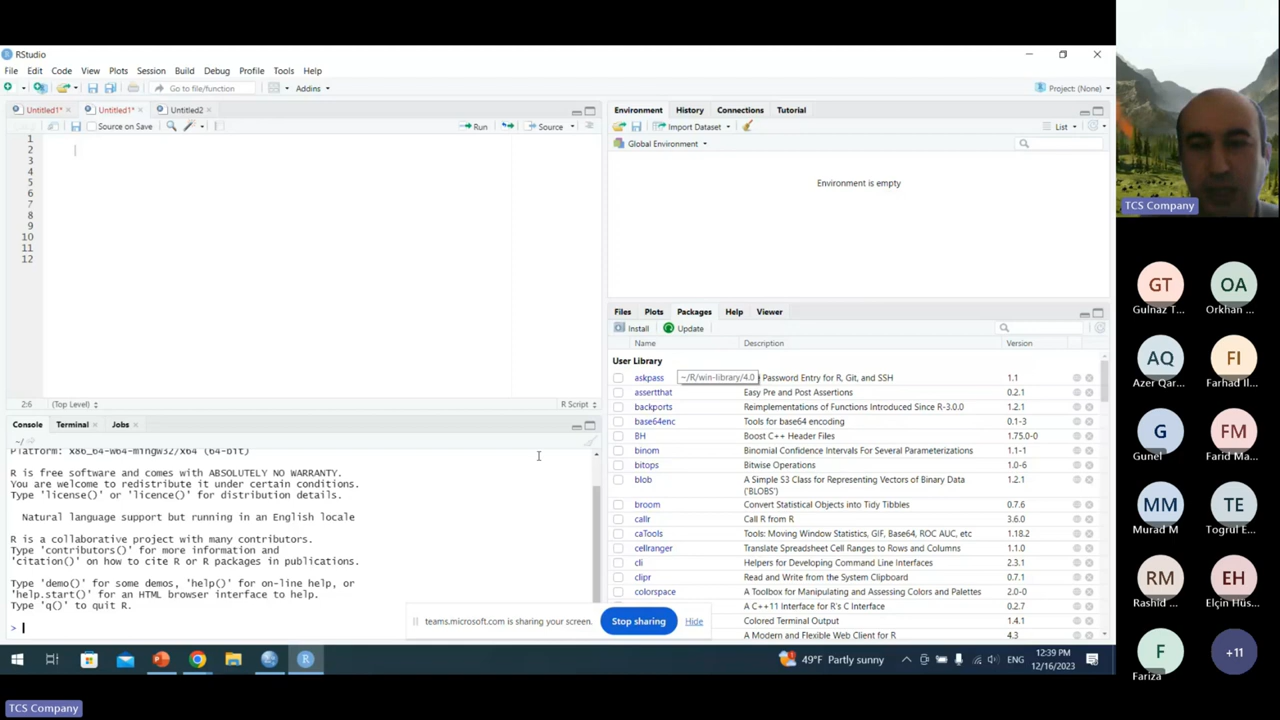 RStudio
File Edit Code View Plots Session Build Debug Profile Tools Help
Go to file/function Addins Project: (None)
Untitled1* Untitled1* Untitled2
Source on Save Run Source
1
2
3
4
5
6
7
8
9
10
11
12
2:6 (Top Level) R Script
Console Terminal Jobs
~/
Platform: x86_64-w64-mingw32/x64 (64-bit)
R is free software and comes with ABSOLUTELY NO WARRANTY.
You are welcome to redistribute it under certain conditions.
Type 'license()' or 'licence()' for distribution details.
Natural language support but running in an English locale
R is a collaborative project with many contributors.
Type 'contributors()' for more information and
'citation()' on how to cite R or R packages in publications.
Type 'demo()' for some demos, 'help()' for on-line help, or
'help.start()' for an HTML browser interface to help.
Type 'q()' to quit R.
>
Environment History Connections Tutorial
Import Dataset List
Global Environment
Environment is empty
Files Plots Packages Help Viewer
Install Update
Name Description Version
User Library
askpass ~/R/win-library/4.0 Password Entry for R, Git, and SSH 1.1
assertthat Easy Pre and Post Assertions 0.2.1
backports Reimplementations of Functions Introduced Since R-3.0.0 1.2.1
base64enc Tools for base64 encoding 0.1-3
BH Boost C++ Header Files 1.75.0-0
binom Binomial Confidence Intervals For Several Parameterizations 1.1-1
bitops Bitwise Operations 1.0-6
blob A Simple S3 Class for Representing Vectors of Binary Data ('BLOBS') 1.2.1
broom Convert Statistical Objects into Tidy Tibbles 0.7.6
callr Call R from R 3.6.0
caTools Tools: Moving Window Statistics, GIF, Base64, ROC AUC, etc 1.18.2
cellranger Translate Spreadsheet Cell Ranges to Rows and Columns 1.1.0
cli Helpers for Developing Command Line Interfaces 2.3.1
clipr Read and Write from the System Clipboard 0.7.1
colorspace A Toolbox for Manipulating and Assessing Colors and Palettes 2.0-0
A C++11 Interface for R's C Interface 0.2.7
Colored Terminal Output 1.4.1
A Modern and Flexible Web Client for R 4.3
teams.microsoft.com is sharing your screen. Stop sharing Hide
49°F Partly sunny ENG
12:39 PM
12/16/2023
TCS Company
GT OA
Gulnaz T... Orkhan ...
AQ FI
Azer Qar... Farhad Il...
G FM
Gunel Farid Ma...
MM TE
Murad M Togrul E...
RM EH
Rashid ... Elçin Hüs...
F +11
Fariza
TCS Company